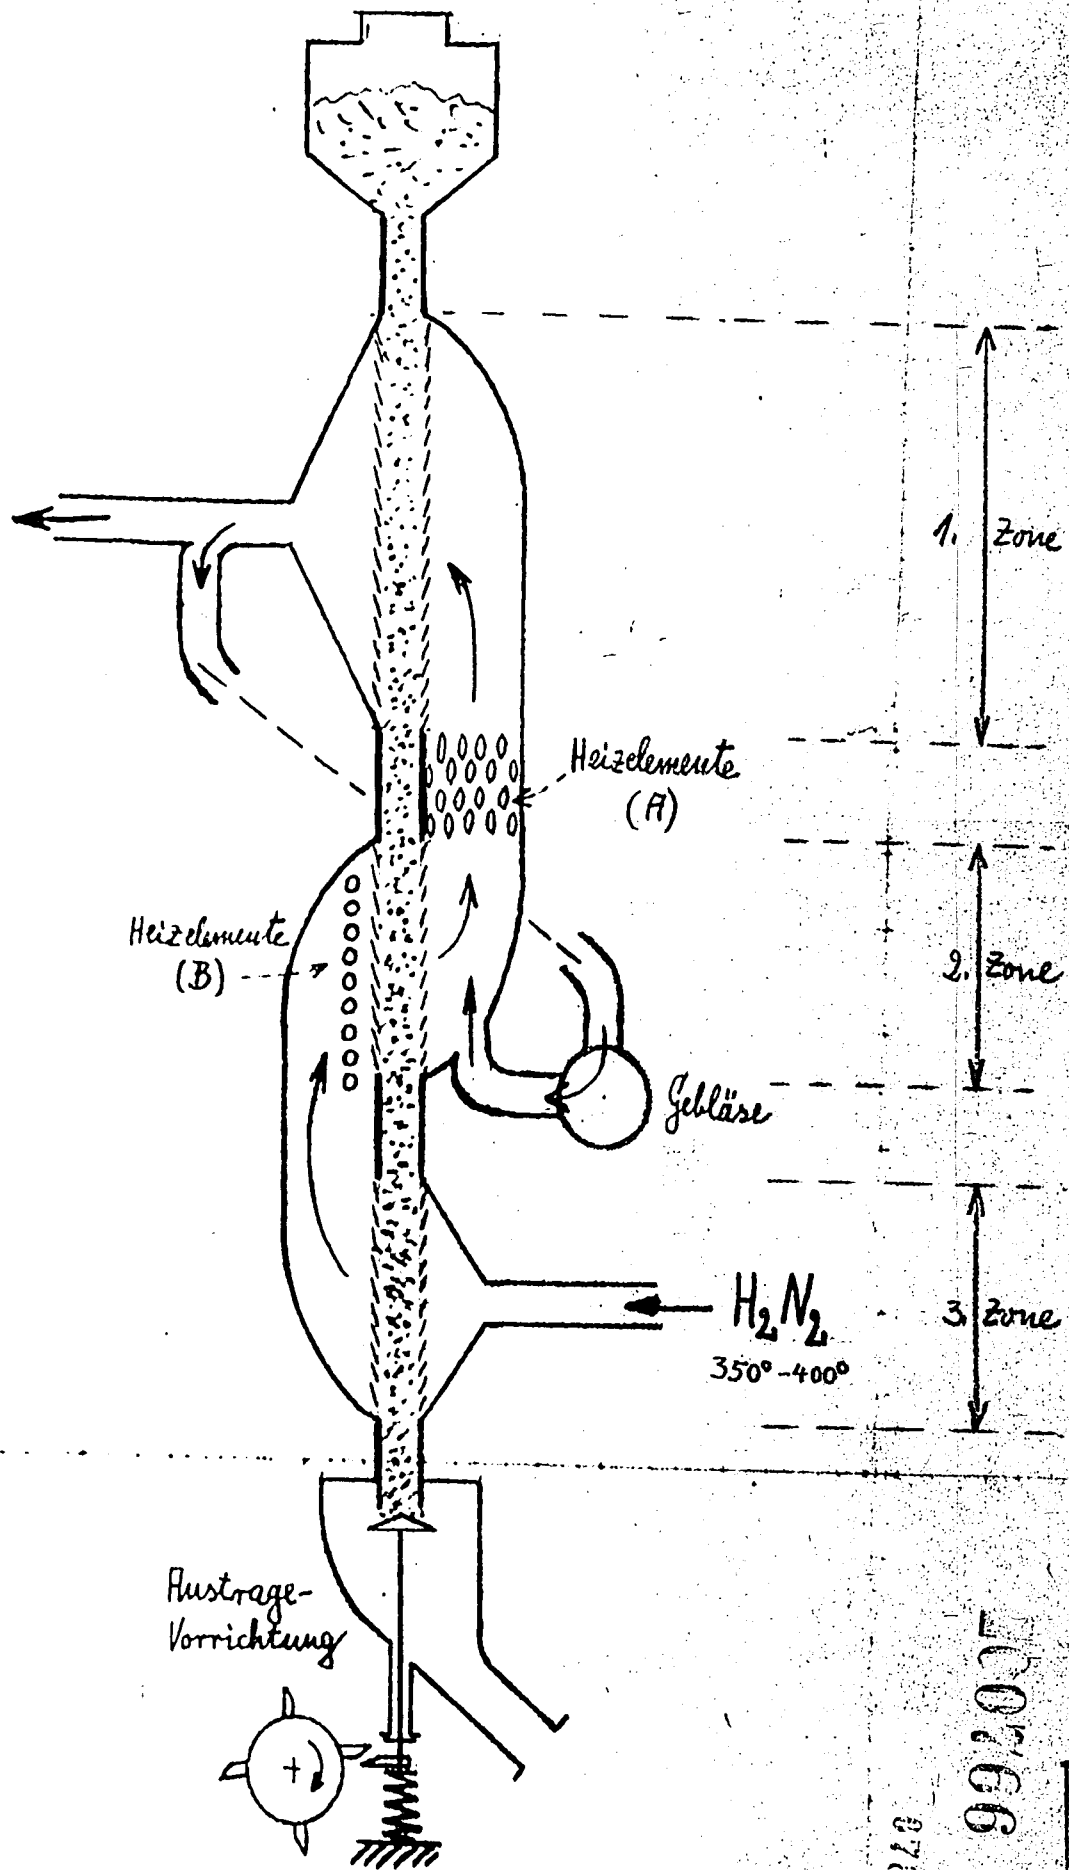 1. Zone
Heizelemente
(A)
Heizelemente
(B)
2. Zone
Gebläse
H₂N₂
350°-400°
3. Zone
Austrage-
Vorrichtung